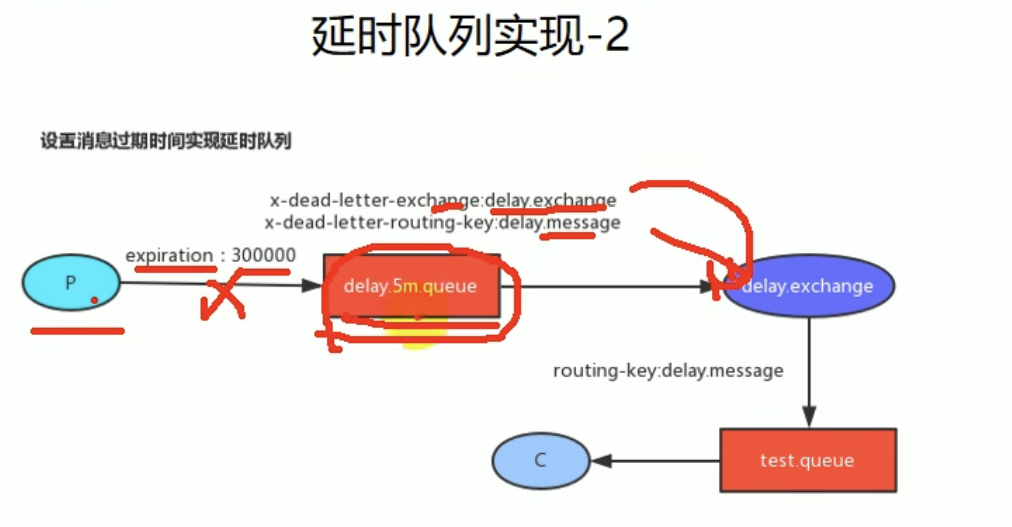 延时队列实现-2
设置消息过期时间实现延时队列
x-dead-letter-exchange:delay.exchange
x-dead-letter-routing-key:delay.message
expiration：300000
P
delay.5m.queue
delay.exchange
routing-key:delay.message
C
test.queue